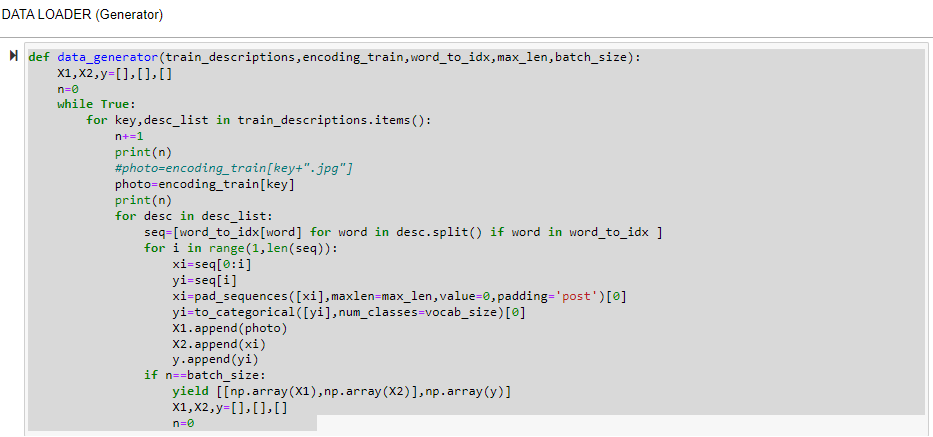 DATA LOADER (Generator)
def data_generator(train_descriptions,encoding_train,word_to_idx,max_len,batch_size):
    X1,X2,y=[],[],[]
    n=0
    while True:
        for key,desc_list in train_descriptions.items():
            n+=1
            print(n)
            #photo=encoding_train[key+".jpg"]
            photo=encoding_train[key]
            print(n)
            for desc in desc_list:
                seq=[word_to_idx[word] for word in desc.split() if word in word_to_idx ]
                for i in range(1,len(seq)):
                    xi=seq[0:i]
                    yi=seq[i]
                    xi=pad_sequences([xi],maxlen=max_len,value=0,padding='post')[0]
                    yi=to_categorical([yi],num_classes=vocab_size)[0]
                    X1.append(photo)
                    X2.append(xi)
                    y.append(yi)
                if n==batch_size:
                    yield [[np.array(X1),np.array(X2)],np.array(y)]
                    X1,X2,y=[],[],[]
                    n=0